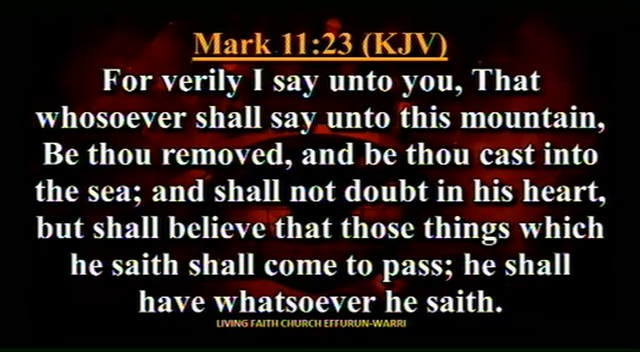 Mark 11:23 (KJV)
For verily I say unto you, That
whosoever shall say unto this mountain,
Be thou removed, and be thou cast into
the sea; and shall not doubt in his heart,
but shall believe that those things which
he saith shall come to pass; he shall
have whatsoever he saith.
LIVING FAITH CHURCH EFFURUN-WARRI